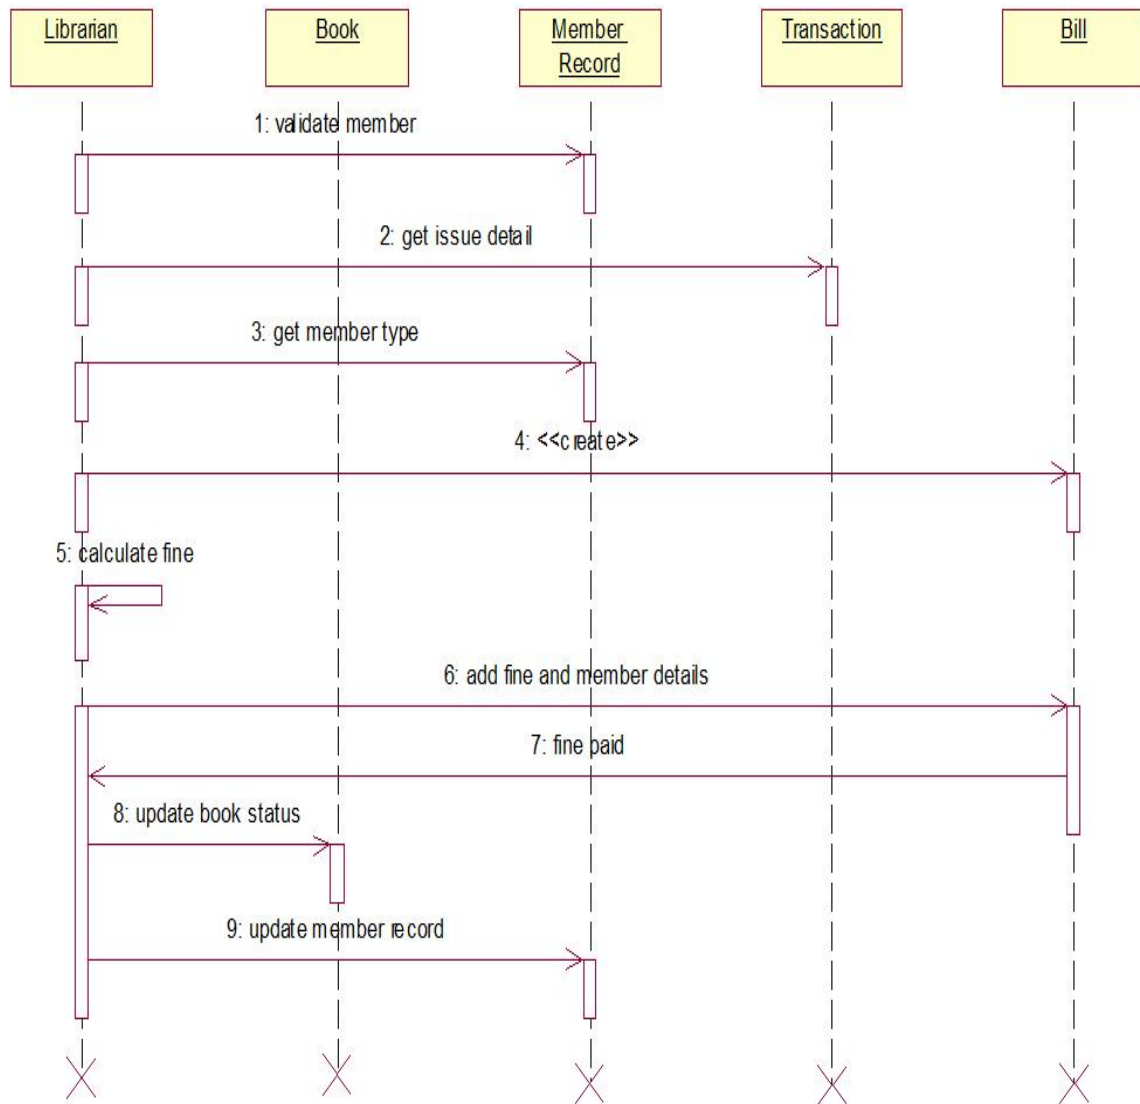 Librarian
Book
Member
Record
Transaction
Bill
1: validate member
2: get issue detail
3: get member type
4: <<create>>
5: calculate fine
6: add fine and member details
7: fine paid
8: update book status
9: update member record